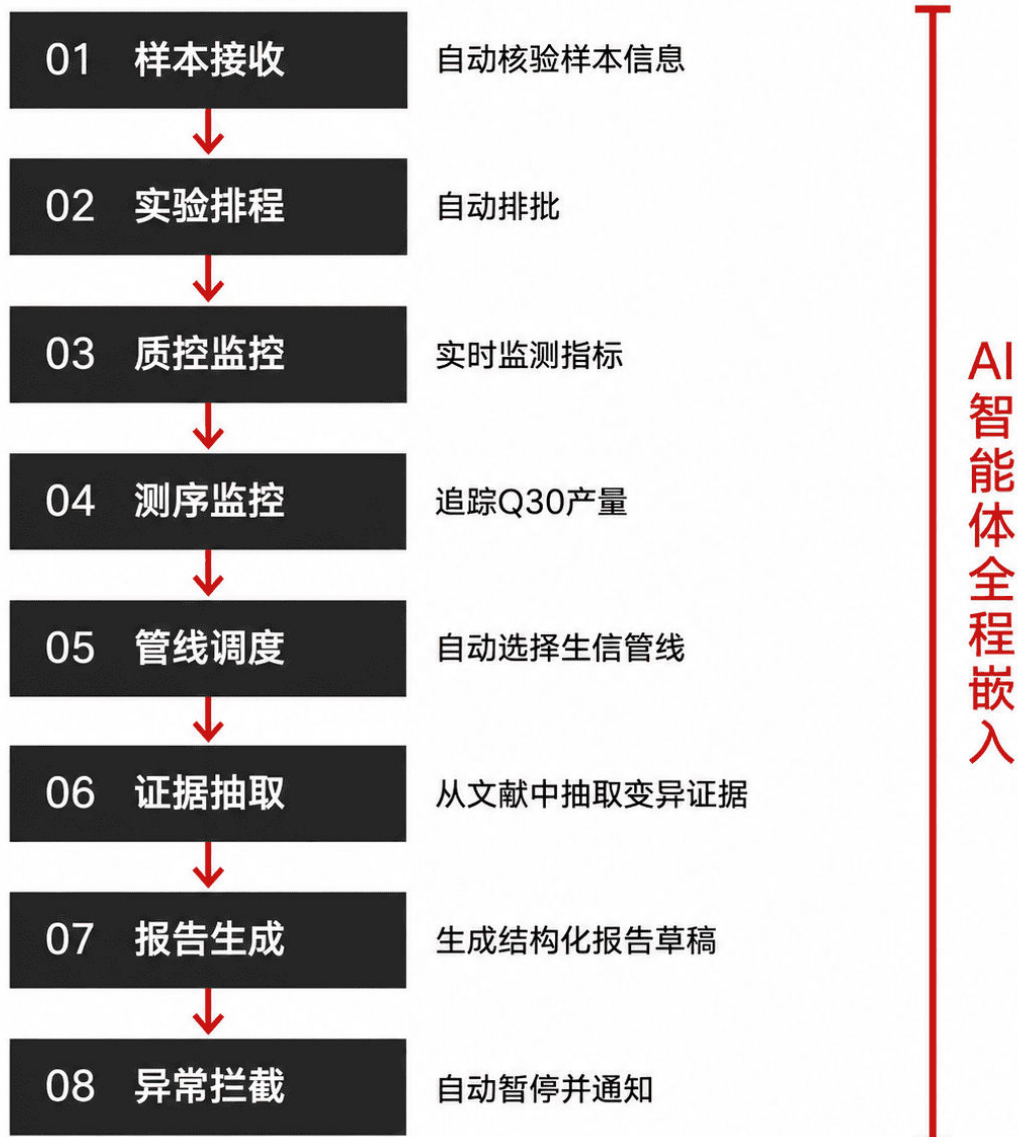 01 样本接收 自动核验样本信息
02 实验排程 自动排批
03 质控监控 实时监测指标
04 测序监控 追踪Q30产量
05 管线调度 自动选择生信管线
06 证据抽取 从文献中抽取变异证据
07 报告生成 生成结构化报告草稿
08 异常拦截 自动暂停并通知
AI智能体全程嵌入